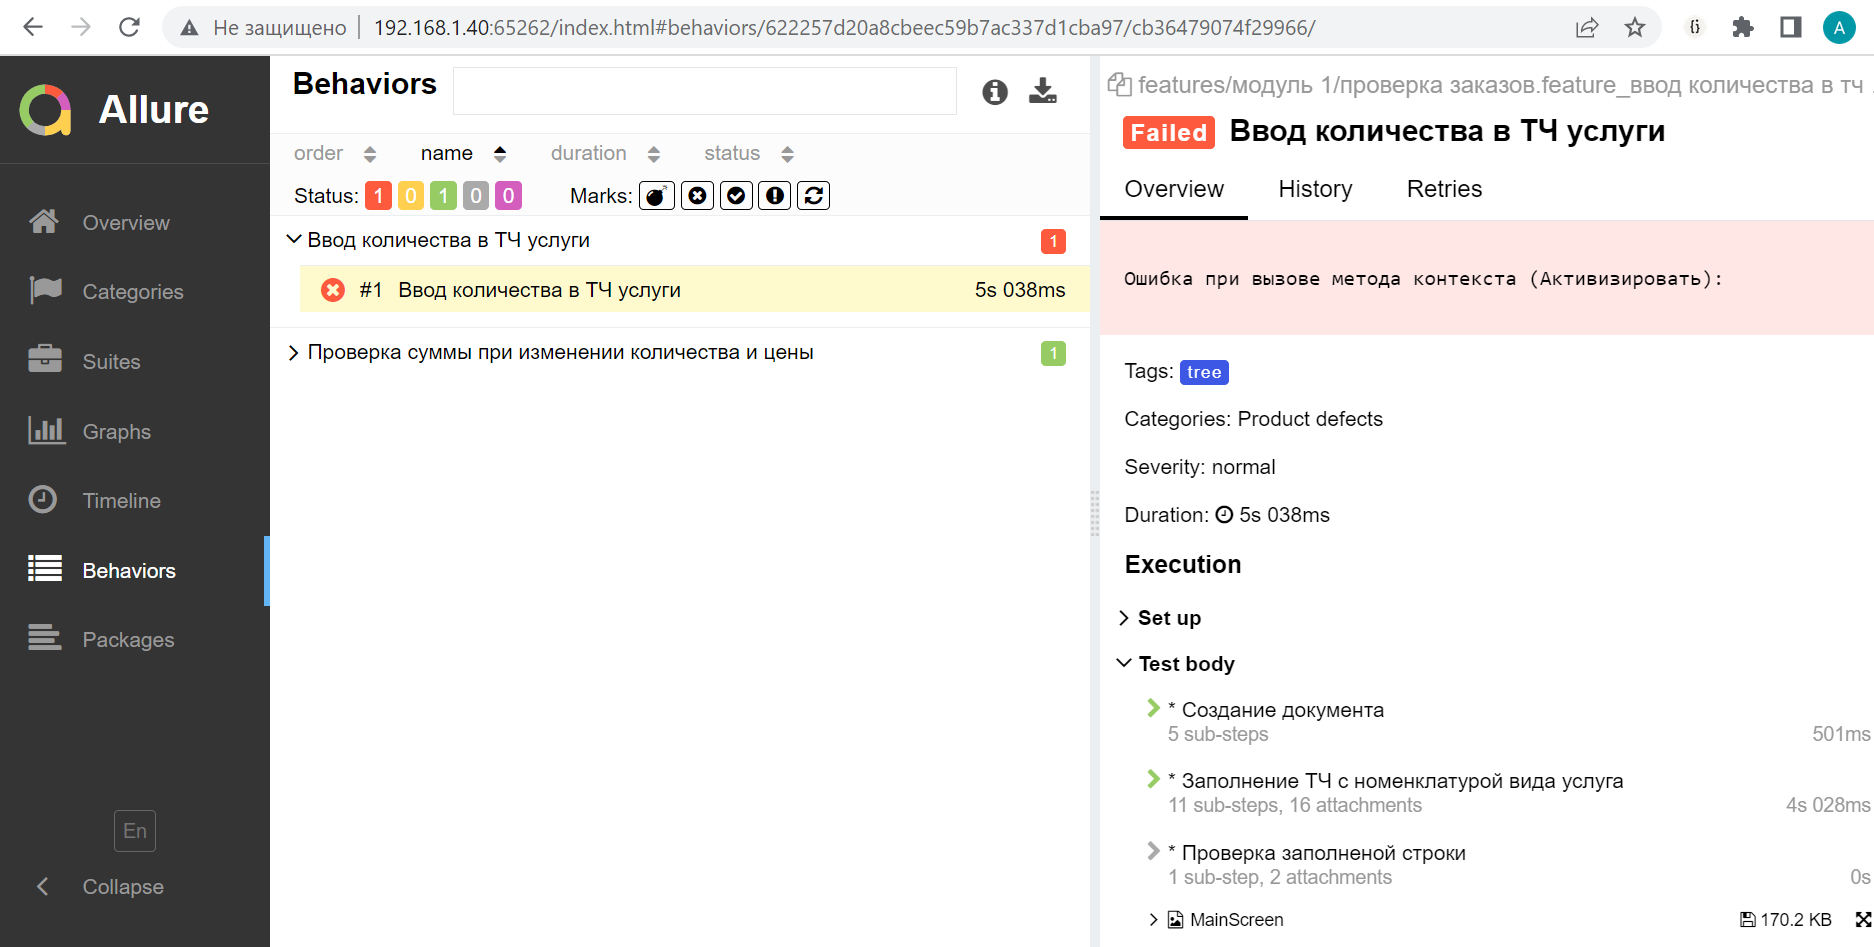 Не защищено 192.168.1.40:65262/index.html#behaviors/622257d20a8cbeec59b7ac337d1cba97/cb36479074f29966/
A
Allure
Overview
Categories
Suites
Graphs
Timeline
Behaviors
Packages
En
Collapse
Behaviors
order name duration status
Status: 1 0 1 0 0 Marks:
Ввод количества в ТЧ услуги 1
#1 Ввод количества в ТЧ услуги 5s 038ms
Проверка суммы при изменении количества и цены 1
features/модуль 1/проверка заказов.feature_ввод количества в тч .
Failed Ввод количества в ТЧ услуги
Overview History Retries
Ошибка при вызове метода контекста (Активизировать):
Tags: tree
Categories: Product defects
Severity: normal
Duration: 5s 038ms
Execution
Set up
Test body
* Создание документа
5 sub-steps 501ms
* Заполнение ТЧ с номенклатурой вида услуга
11 sub-steps, 16 attachments 4s 028ms
* Проверка заполненой строки
1 sub-step, 2 attachments 0s
MainScreen 170.2 KB